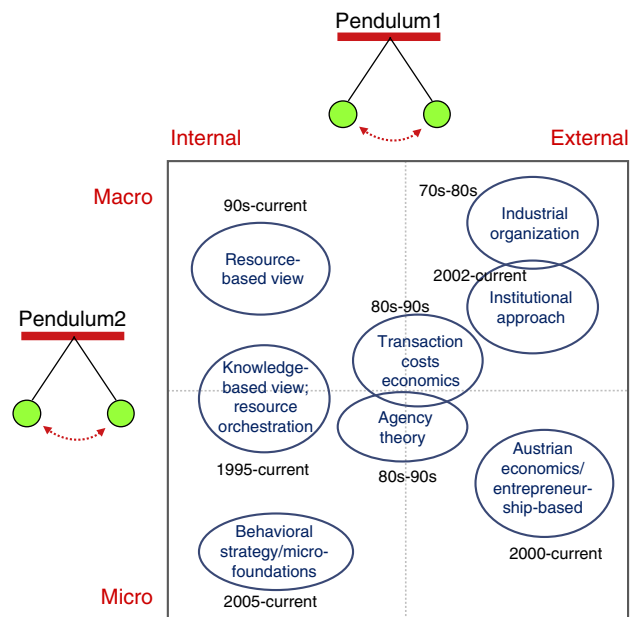 Pendulum1
Internal
External
Macro
70s-80s
90s-current
Industrial
organization
Resource-
based view
2002-current
Institutional
approach
80s-90s
Pendulum2
Transaction
costs
economics
Knowledge-
based view;
resource
orchestration
Agency
theory
Austrian
economics/
entrepreneur-
ship-based
1995-current
80s-90s
Behavioral
strategy/micro-
foundations
2000-current
Micro
2005-current